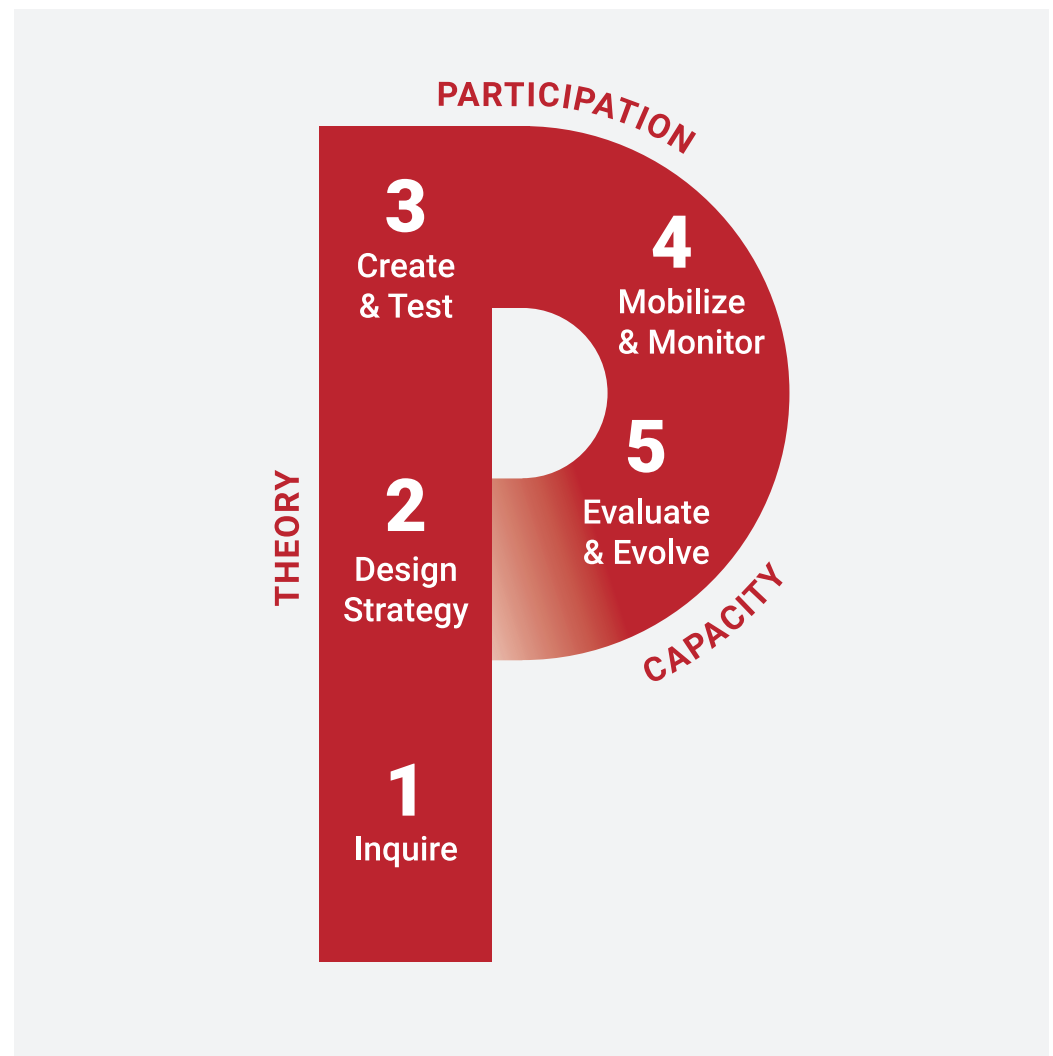 PARTICIPATION
3
Create
& Test
4
Mobilize
& Monitor
5
Evaluate
& Evolve
THEORY
2
Design
Strategy
CAPACITY
1
Inquire